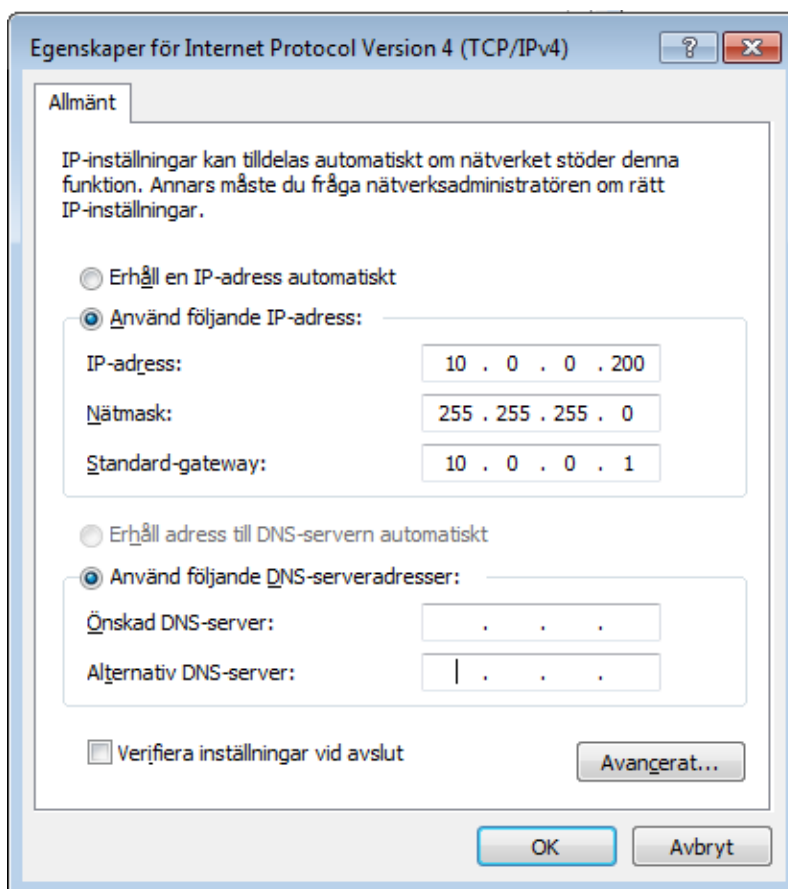 Egenskaper för Internet Protocol Version 4 (TCP/IPv4)
Allmänt
IP-inställningar kan tilldelas automatiskt om nätverket stöder denna
funktion. Annars måste du fråga nätverksadministratören om rätt
IP-inställningar.
Erhåll en IP-adress automatiskt
Använd följande IP-adress:
IP-adress: 10 . 0 . 0 . 200
Nätmask: 255 . 255 . 255 . 0
Standard-gateway: 10 . 0 . 0 . 1
Erhåll adress till DNS-servern automatiskt
Använd följande DNS-serveradresser:
Önskad DNS-server: . . .
Alternativ DNS-server: . . .
Verifiera inställningar vid avslut
Avancerat...
OK Avbryt